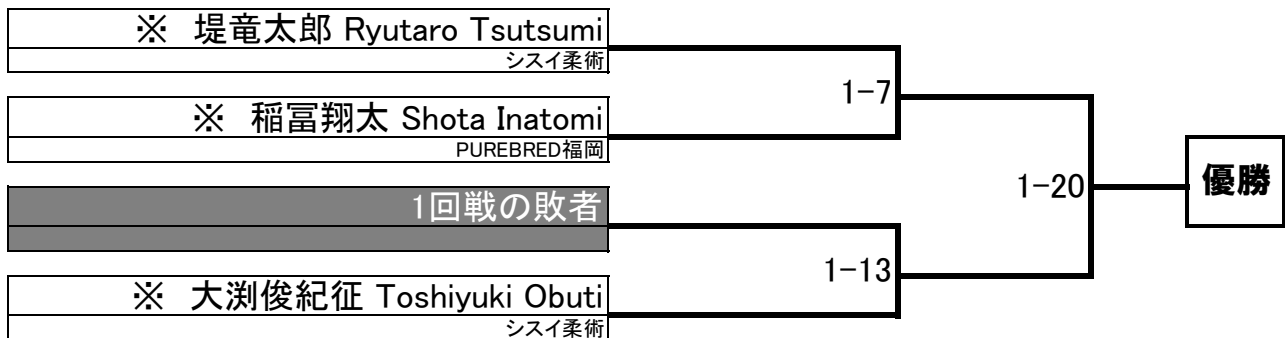 ※ 堤竜太郎 Ryutaro Tsutsumi
シスイ柔術
1-7
※ 稲冨翔太 Shota Inatomi
PUREBRED福岡
1-20
優勝
1回戦の敗者
1-13
※ 大渕俊紀征 Toshiyuki Obuti
シスイ柔術